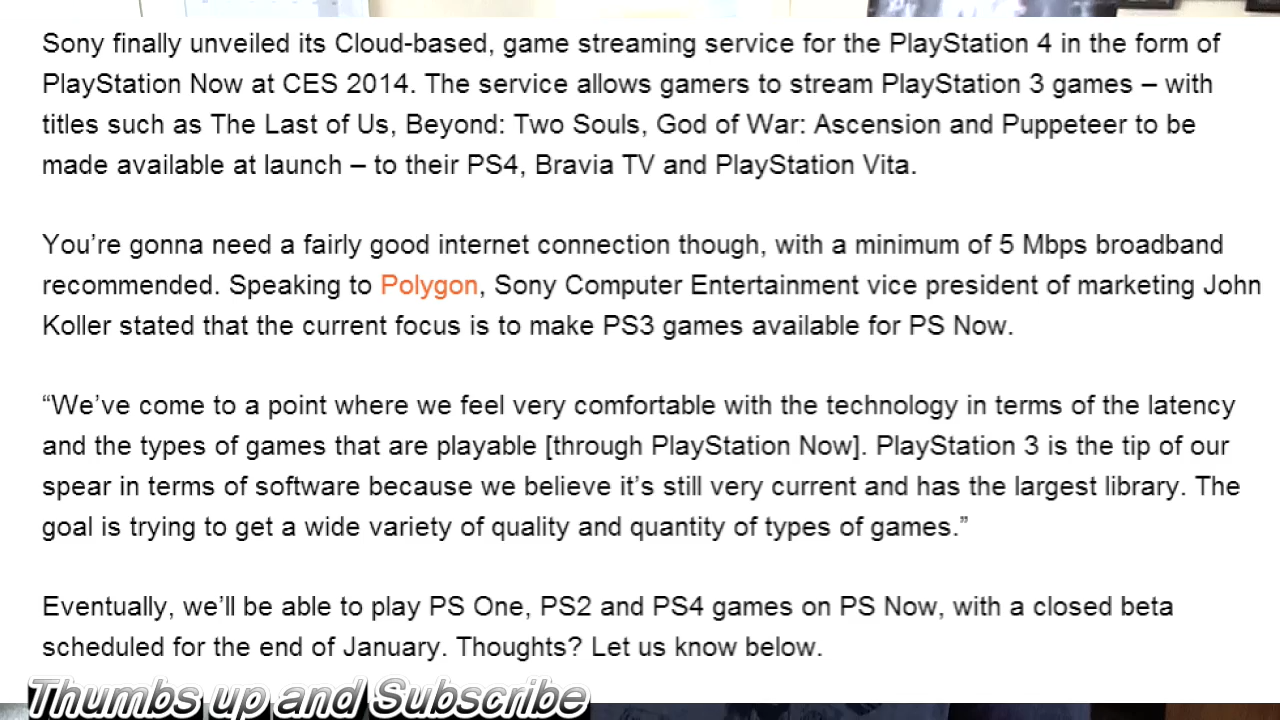 Sony finally unveiled its Cloud-based, game streaming service for the PlayStation 4 in the form of
PlayStation Now at CES 2014. The service allows gamers to stream PlayStation 3 games – with
titles such as The Last of Us, Beyond: Two Souls, God of War: Ascension and Puppeteer to be
made available at launch – to their PS4, Bravia TV and PlayStation Vita.
You’re gonna need a fairly good internet connection though, with a minimum of 5 Mbps broadband
recommended. Speaking to Polygon, Sony Computer Entertainment vice president of marketing John
Koller stated that the current focus is to make PS3 games available for PS Now.
“We’ve come to a point where we feel very comfortable with the technology in terms of the latency
and the types of games that are playable [through PlayStation Now]. PlayStation 3 is the tip of our
spear in terms of software because we believe it’s still very current and has the largest library. The
goal is trying to get a wide variety of quality and quantity of types of games.”
Eventually, we’ll be able to play PS One, PS2 and PS4 games on PS Now, with a closed beta
scheduled for the end of January. Thoughts? Let us know below.
Thumbs up and Subscribe